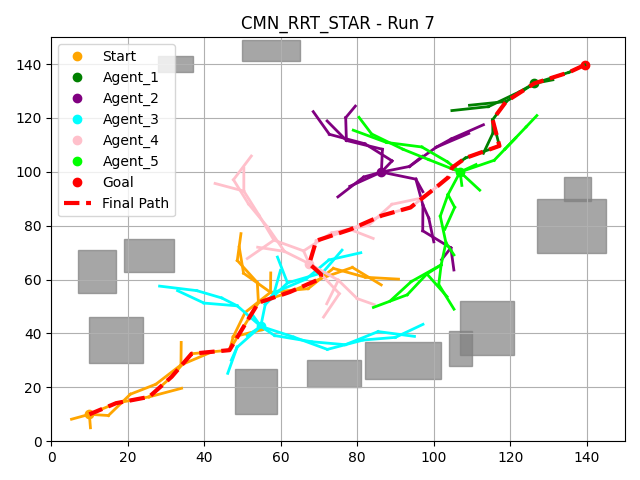 CMN_RRT_STAR - Run 7
140
120
100
80
60
40
20
0
Start
Agent_1
Agent_2
Agent_3
Agent_4
Agent_5
Goal
Final Path
0 20 40 60 80 100 120 140